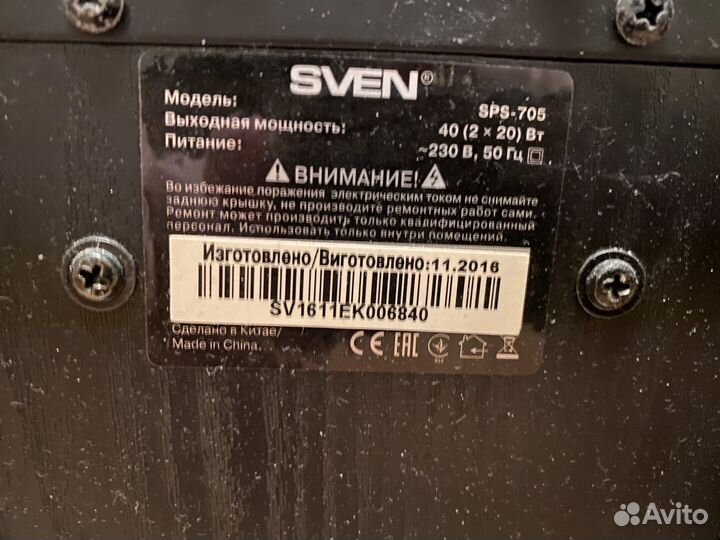 SVEN®
Модель: SPS-705
Выходная мощность: 40 (2 × 20) Вт
Питание: ~230 В, 50 Гц
ВНИМАНИЕ!
Во избежание поражения электрическим током не снимайте
заднюю крышку, не производите ремонтных работ сами.
Ремонт может производить только квалифицированный
персонал. Использовать только внутри помещений.
Изготовлено/Виготовлено:11.2016
SV1611EK006840
Сделано в Китае/
Made in China.
CE EAC
Avito